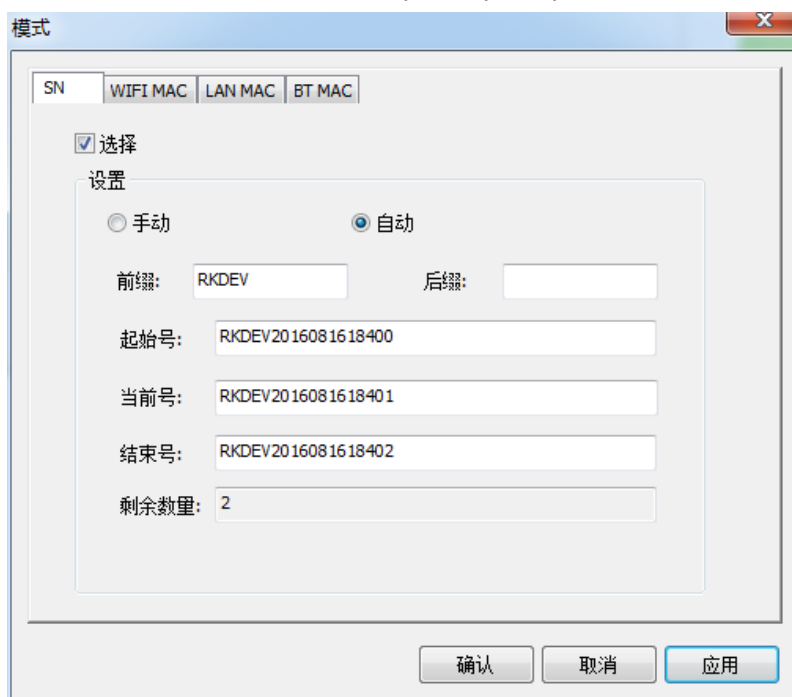 模式
SN WIFI MAC LAN MAC BT MAC
选择
设置
手动 自动
前缀: RKDEV 后缀:
起始号: RKDEV2016081618400
当前号: RKDEV2016081618401
结束号: RKDEV2016081618402
剩余数量: 2
确认 取消 应用